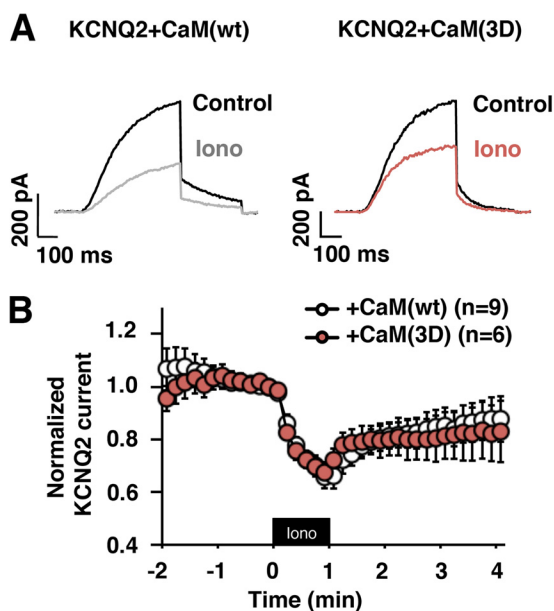 A
KCNQ2+CaM(wt)
KCNQ2+CaM(3D)
Control
Iono
200 pA
100 ms
Control
Iono
200 pA
100 ms
B
+CaM(wt) (n=9)
+CaM(3D) (n=6)
Normalized
KCNQ2 current
1.2
1.0
0.8
0.6
0.4
Iono
-2 -1 0 1 2 3 4
Time (min)